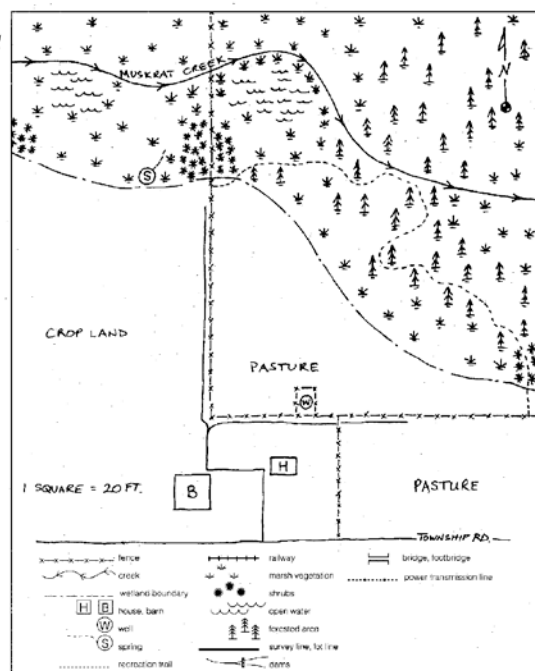 MUSKRAT CREEK
N
S
CROP LAND
PASTURE
W
H
1 SQUARE = 20 FT.
B
PASTURE
TOWNSHIP RD.
fence
creek
wetland boundary
H B house, barn
W well
S spring
recreation trail
railway
marsh vegetation
shrubs
open water
forested area
survey line, lot line
dams
bridge, footbridge
power transmission line